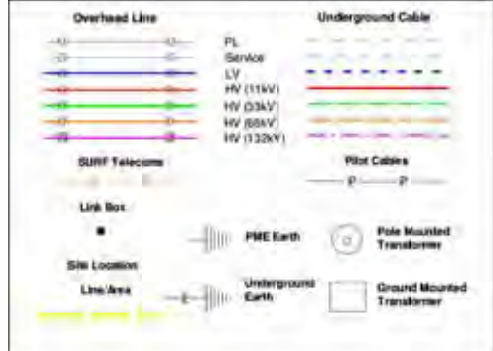 Overhead Line Underground Cable
PL
Service
LV
HV (11kV)
HV (33kV)
HV (66kV)
HV (132kV)
SURF Telecoms Pilot Cables
P P
Link Box
PME Earth Pole Mounted
Transformer
Site Location
Line/Area Underground
Earth Ground Mounted
Transformer
E